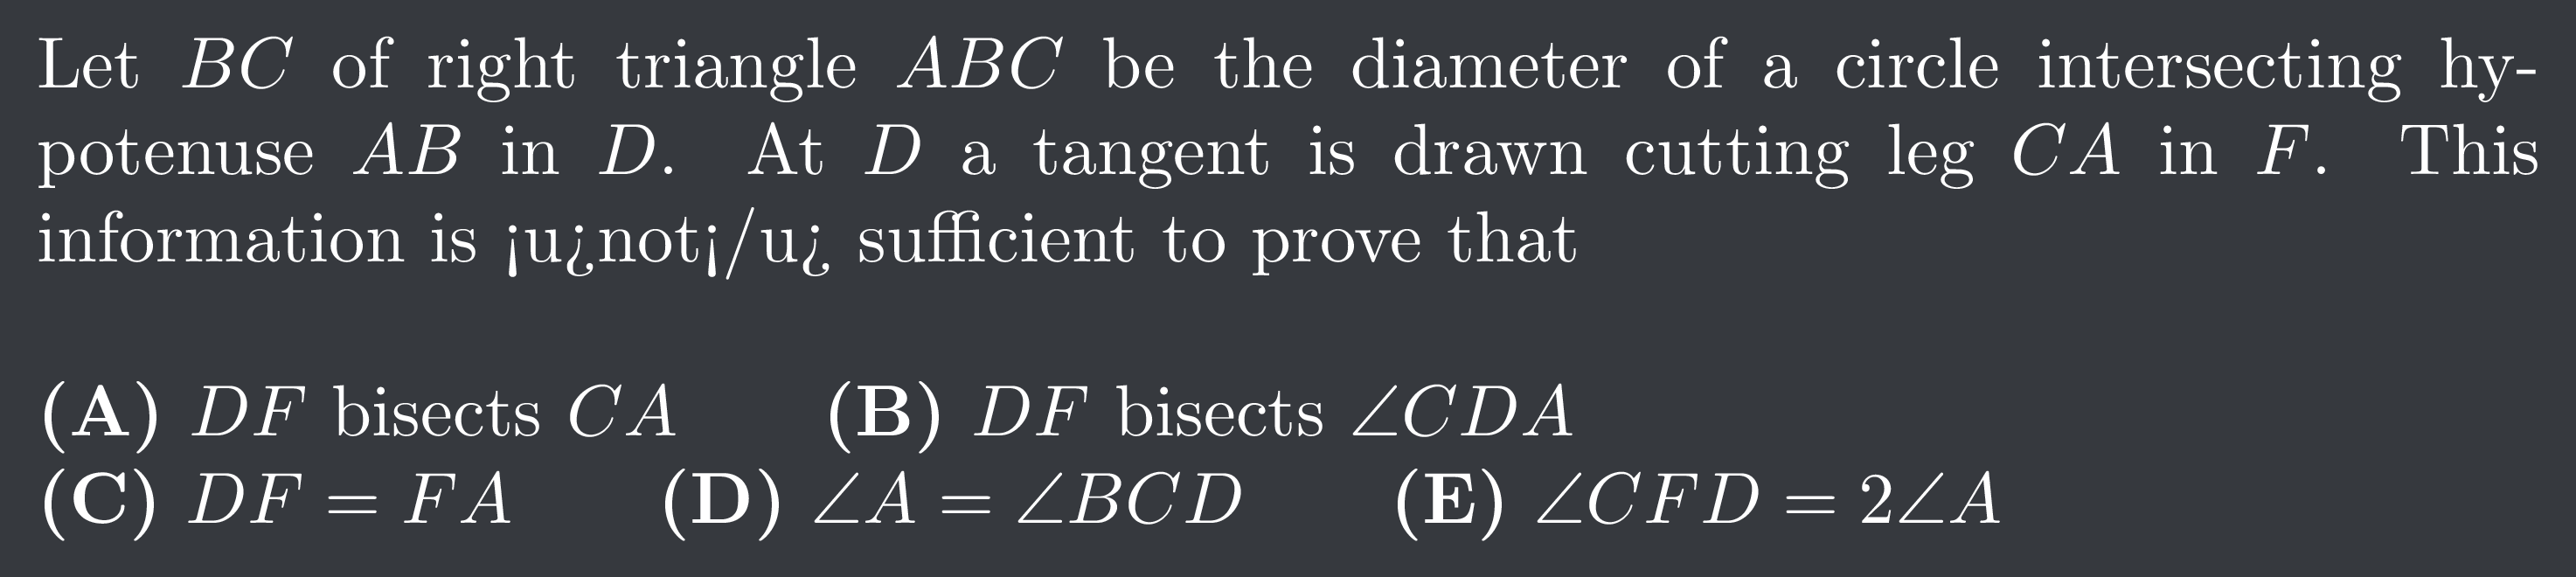 Let BC of right triangle ABC be the diameter of a circle intersecting hy-
potenuse AB in D. At D a tangent is drawn cutting leg CA in F. This
information is ¡u¿not¡/u¿ sufficient to prove that
(A) DF bisects CA (B) DF bisects ∠CDA
(C) DF = FA (D) ∠A = ∠BCD (E) ∠CFD = 2∠A